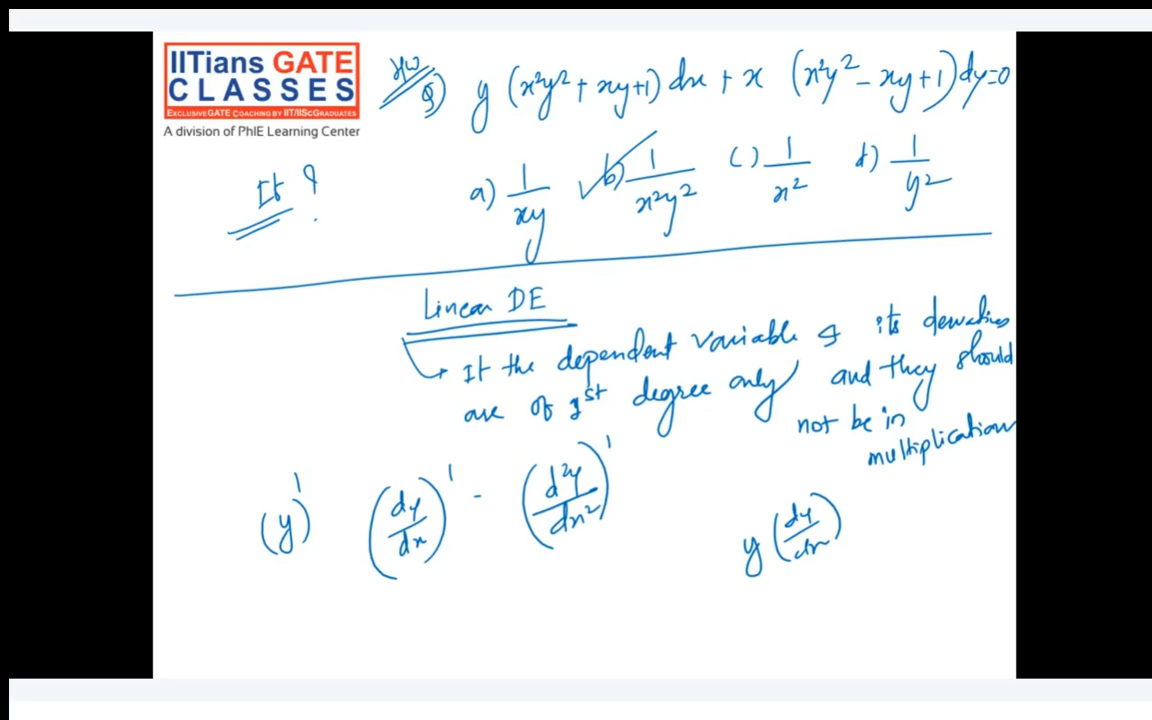 IITians GATE
CLASSES
EXCLUSIVE GATE COACHING BY IIT/IISc GRADUATES
A division of PhIE Learning Center
HW
Q) y (x²y² + xy+1) dx + x (x²y² - xy+1) dy=0
If ?
a) 1/xy b) 1/x²y² c) 1/x² d) 1/y²
Linear DE
→ If the dependent variable & its
are of 1st degree only and they should
not be in
multiplication
(y)¹ (dy/dx)¹ - (d²y/dx²)¹ y (dy/dx)